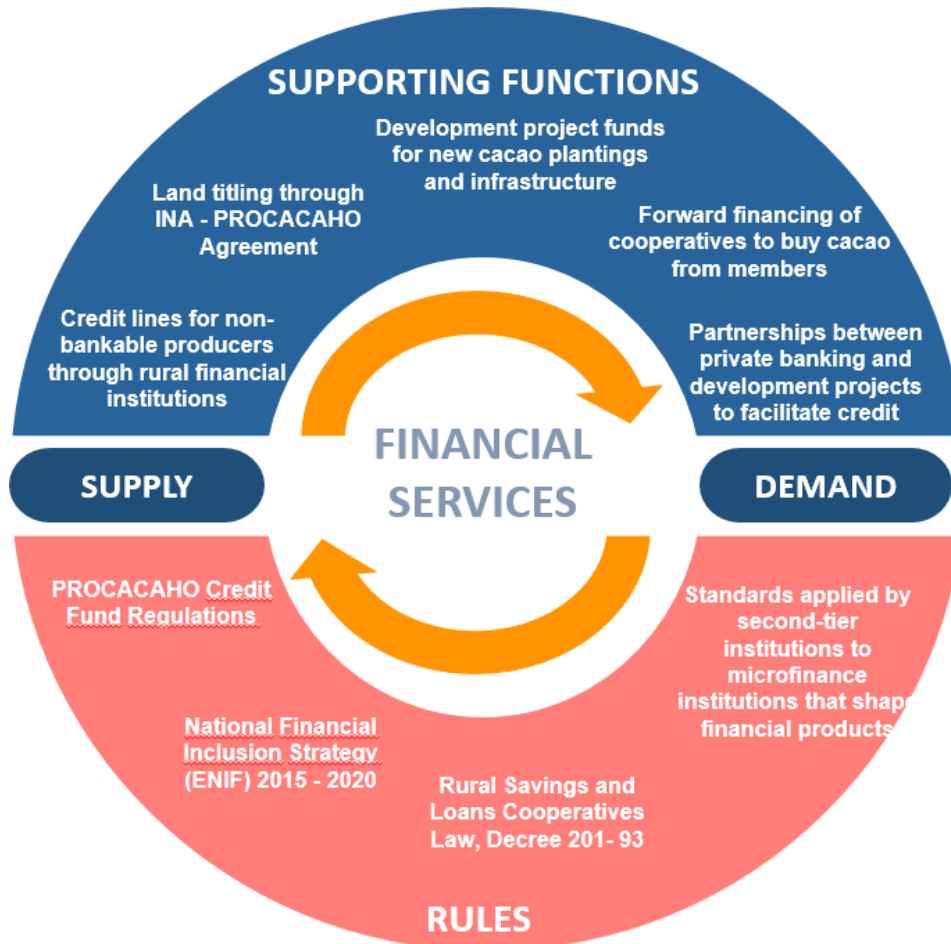 SUPPORTING FUNCTIONS
Development project funds
for new cacao plantings
and infrastructure
Land titling through
INA - PROCACAHO
Agreement
Forward financing of
cooperatives to buy cacao
from members
Credit lines for non-
bankable producers
through rural financial
institutions
Partnerships between
private banking and
development projects
to facilitate credit
FINANCIAL
SERVICES
SUPPLY
DEMAND
PROCACAHO Credit
Fund Regulations
Standards applied by
second-tier
institutions to
microfinance
institutions that shape
financial products
National Financial
Inclusion Strategy
(ENIF) 2015 - 2020
Rural Savings and
Loans Cooperatives
Law, Decree 201- 93
RULES